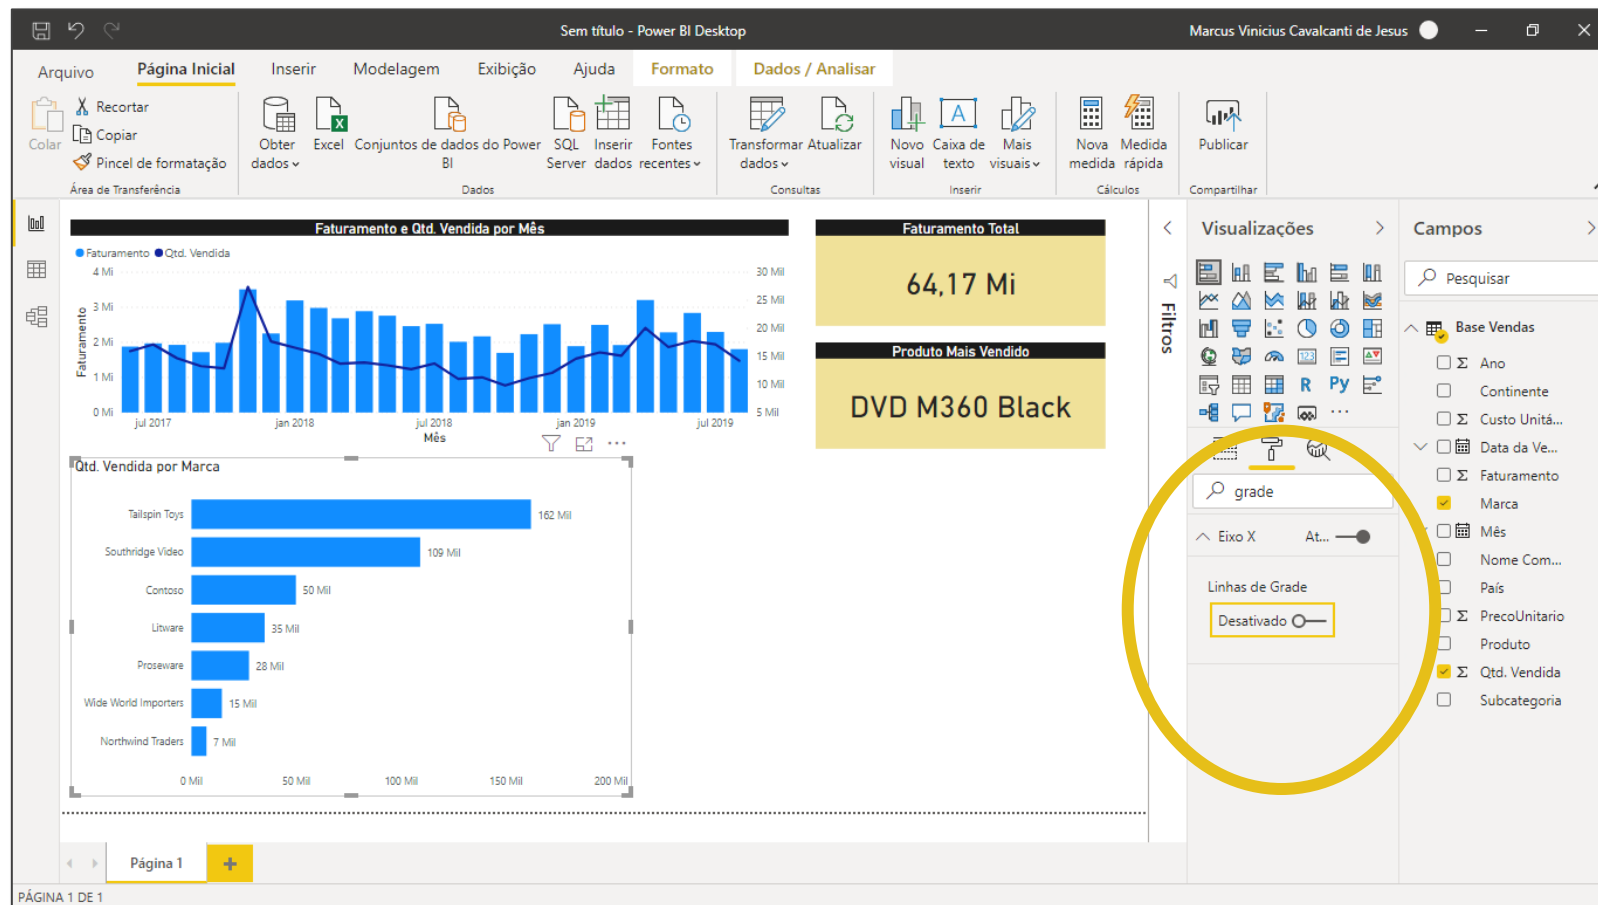 Sem título - Power BI Desktop
Marcus Vinicius Cavalcanti de Jesus
Arquivo
Página Inicial
Inserir
Modelagem
Exibição
Ajuda
Formato
Dados / Analisar
Colar
Recortar
Copiar
Pincel de formatação
Área de Transferência
Obter
dados
Excel
Conjuntos de dados do Power
BI
SQL
Server
Inserir
dados
Fontes
recentes
Dados
Transformar
dados
Atualizar
Consultas
Novo
visual
Caixa de
texto
Mais
visuais
Inserir
Nova
medida
Medida
rápida
Cálculos
Publicar
Compartilhar
Faturamento e Qtd. Vendida por Mês
Faturamento
Qtd. Vendida
4 Mi
3 Mi
2 Mi
1 Mi
0 Mi
Faturamento
30 Mil
25 Mil
20 Mil
15 Mil
10 Mil
5 Mil
jul 2017
jan 2018
jul 2018
jan 2019
jul 2019
Mês
Faturamento Total
64,17 Mi
Produto Mais Vendido
DVD M360 Black
Qtd. Vendida por Marca
Tailspin Toys
162 Mil
Southridge Video
109 Mil
Contoso
50 Mil
Litware
35 Mil
Proseware
28 Mil
Wide World Importers
15 Mil
Northwind Traders
7 Mil
0 Mil
50 Mil
100 Mil
150 Mil
200 Mil
Filtros
Visualizações
123
R
Py
grade
Eixo X
At...
Linhas de Grade
Desativado
Campos
Pesquisar
Base Vendas
Σ Ano
Continente
Σ Custo Unitá...
Data da Ve...
Σ Faturamento
Marca
Mês
Nome Com...
País
Σ PrecoUnitario
Produto
Σ Qtd. Vendida
Subcategoria
Página 1
PÁGINA 1 DE 1